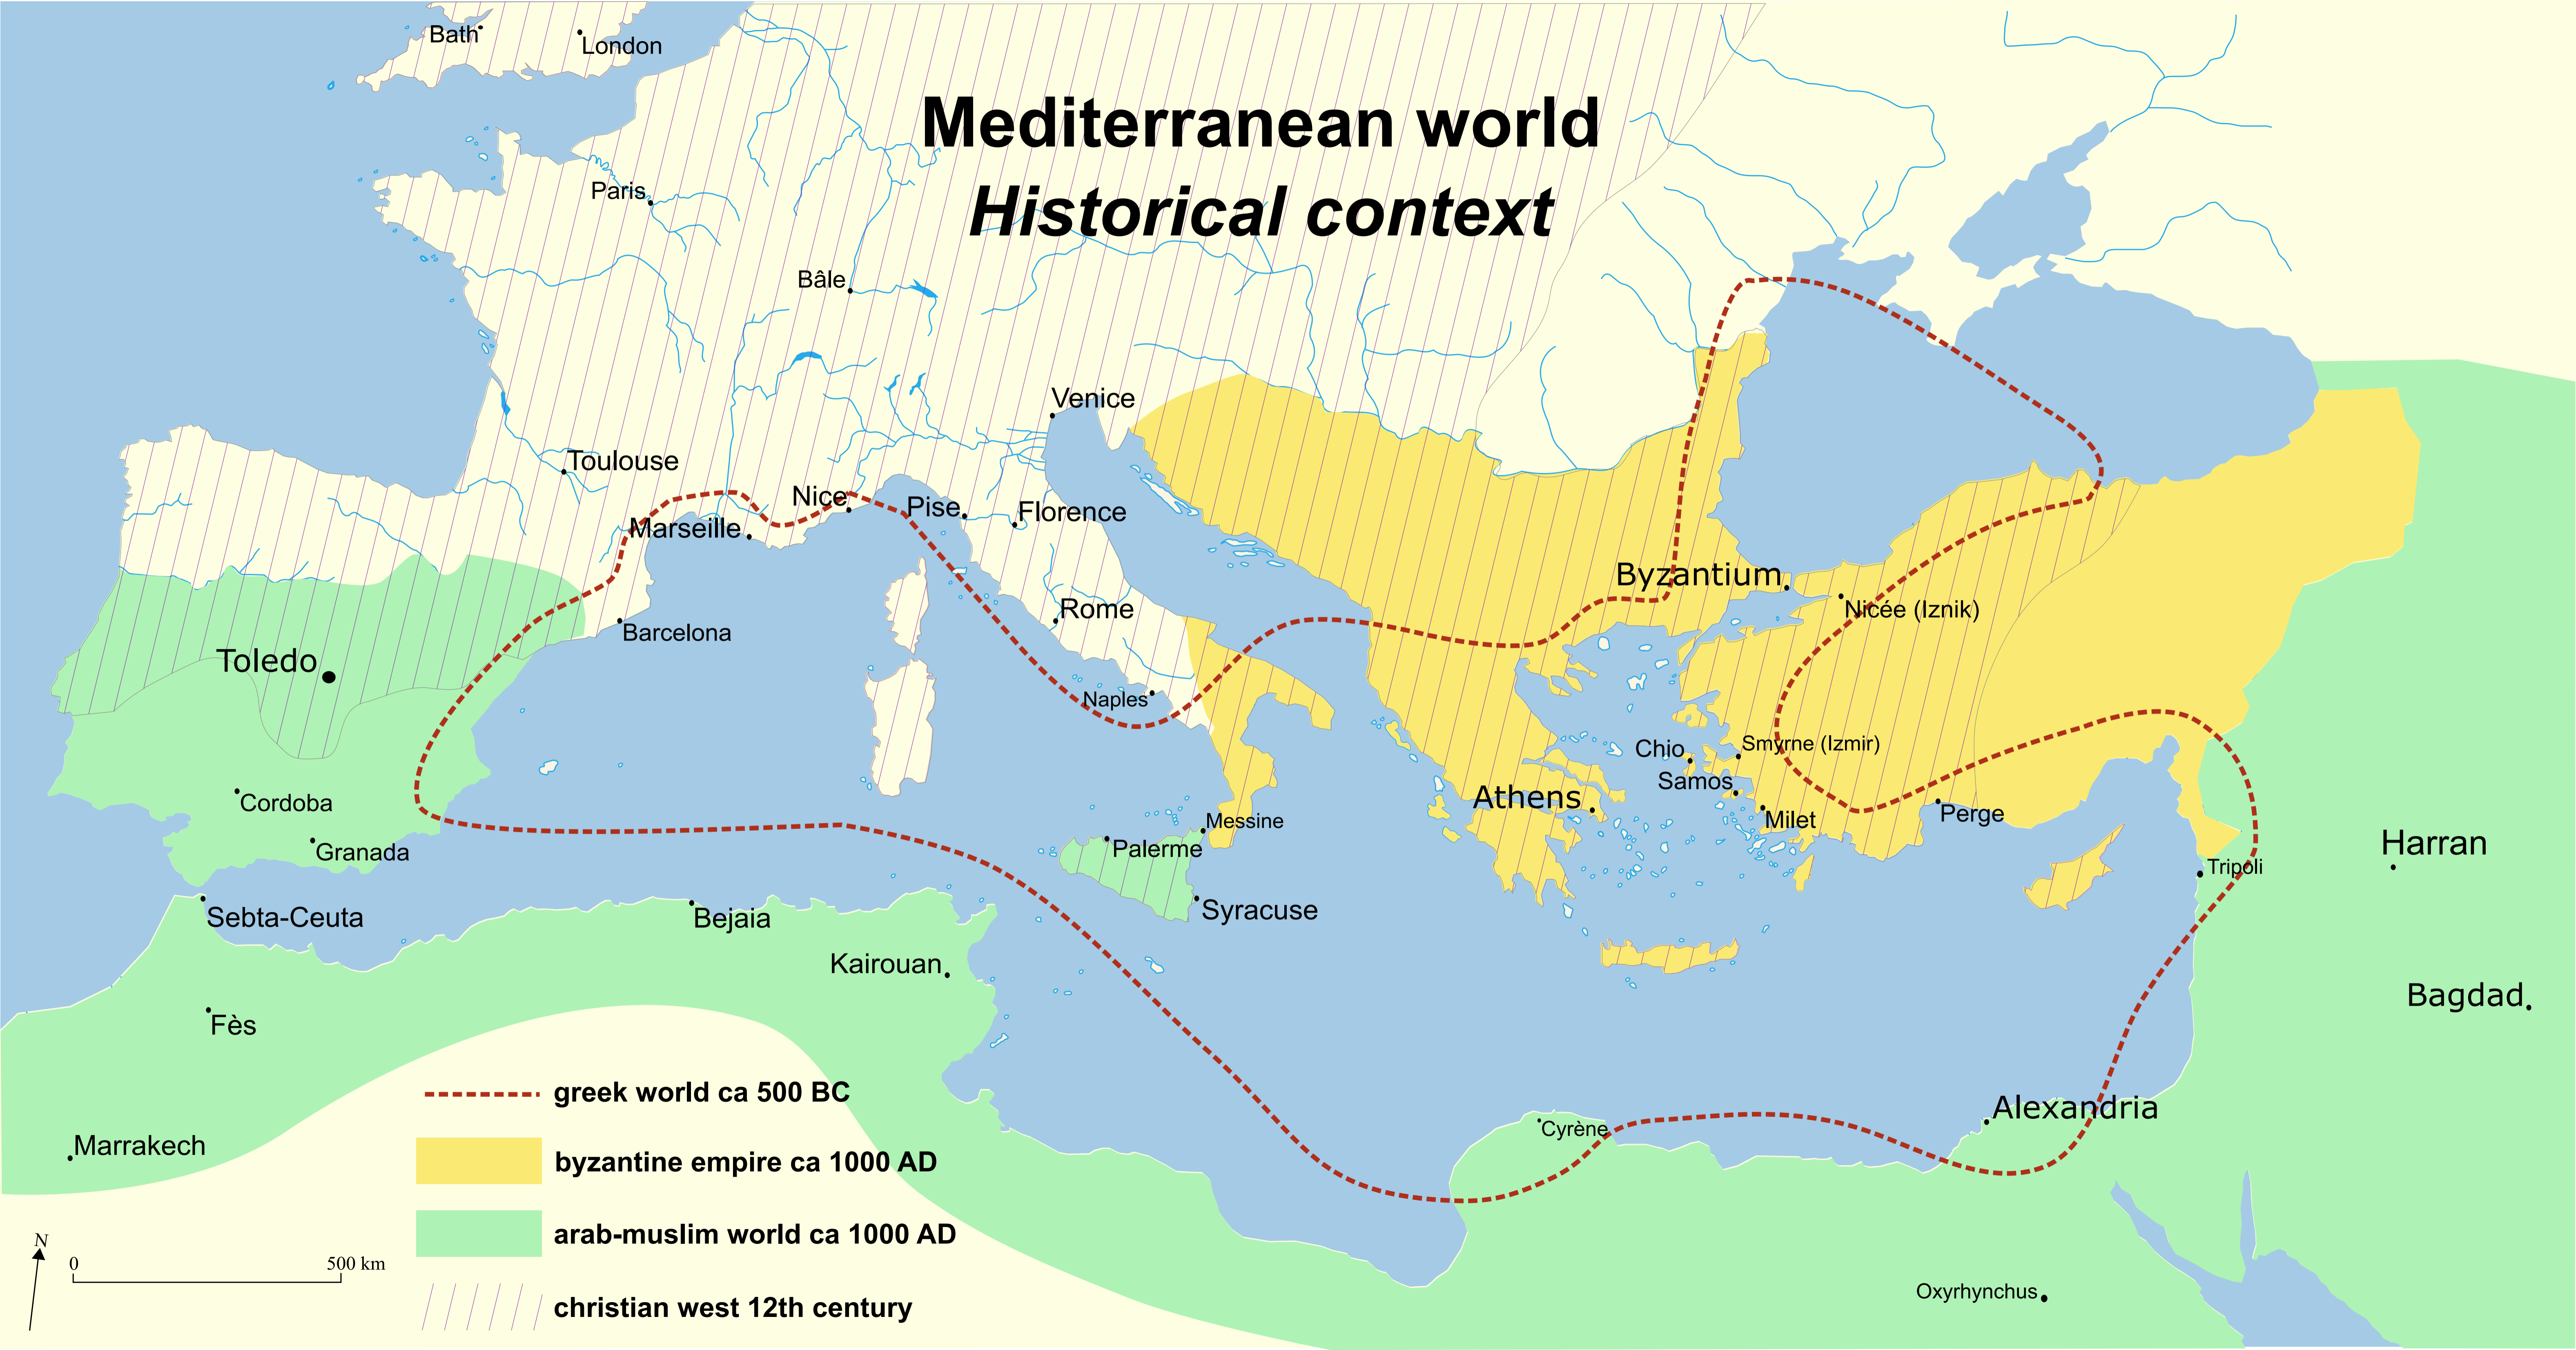 Bath
London
Mediterranean world
Historical context
Paris
Bâle
Venice
Toulouse
Nice
Pise
Florence
Marseille
Byzantium
Nicée (Iznik)
Rome
Barcelona
Toledo
Naples
Chio
Smyrne (Izmir)
Samos
Athens
Milet
Perge
Cordoba
Granada
Messine
Palerme
Harran
Tripoli
Sebta-Ceuta
Bejaia
Syracuse
Kairouan
Bagdad
Fès
greek world ca 500 BC
Alexandria
Cyrène
Marrakech
byzantine empire ca 1000 AD
arab-muslim world ca 1000 AD
N
0
500 km
Oxyrhynchus
christian west 12th century